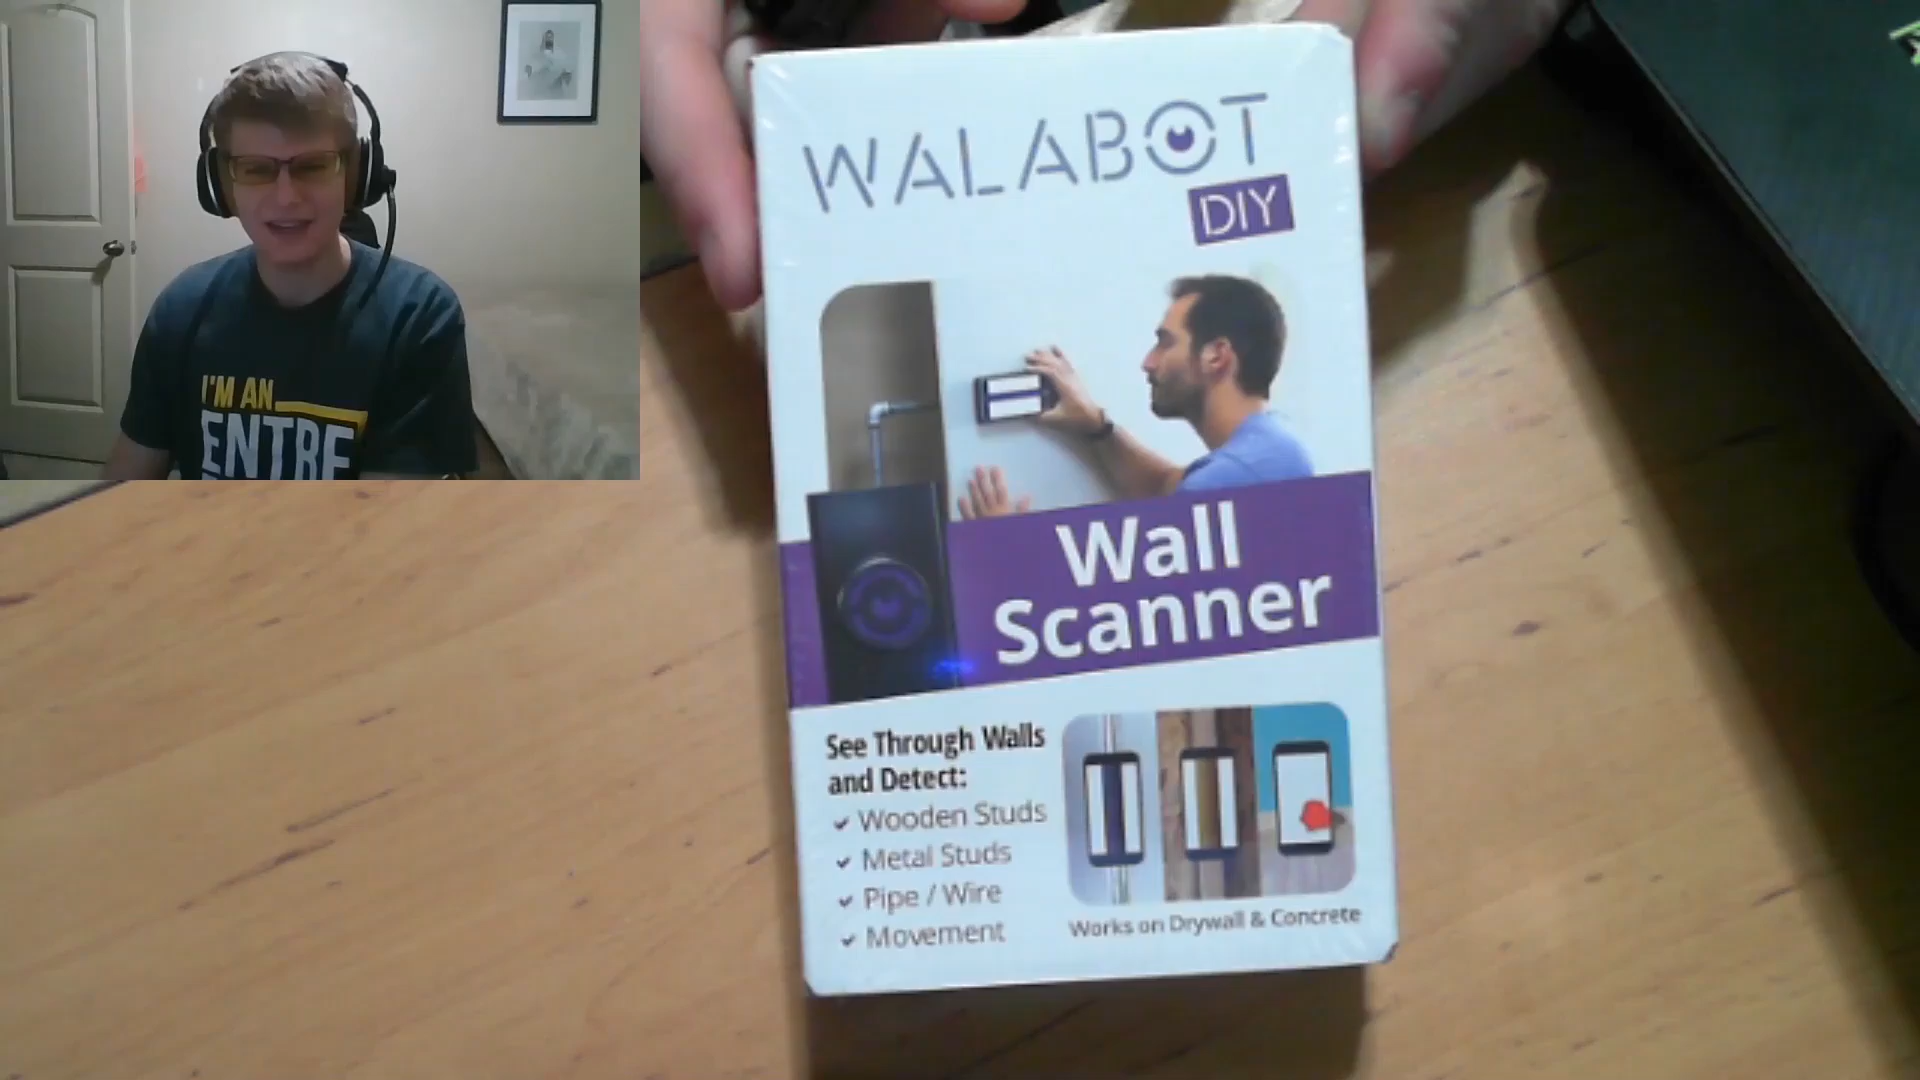 I'M AN
ENTRE
WALABOT
DIY
Wall
Scanner
See Through Walls
and Detect:
Wooden Studs
Metal Studs
Pipe / Wire
Movement
Works on Drywall & Concrete